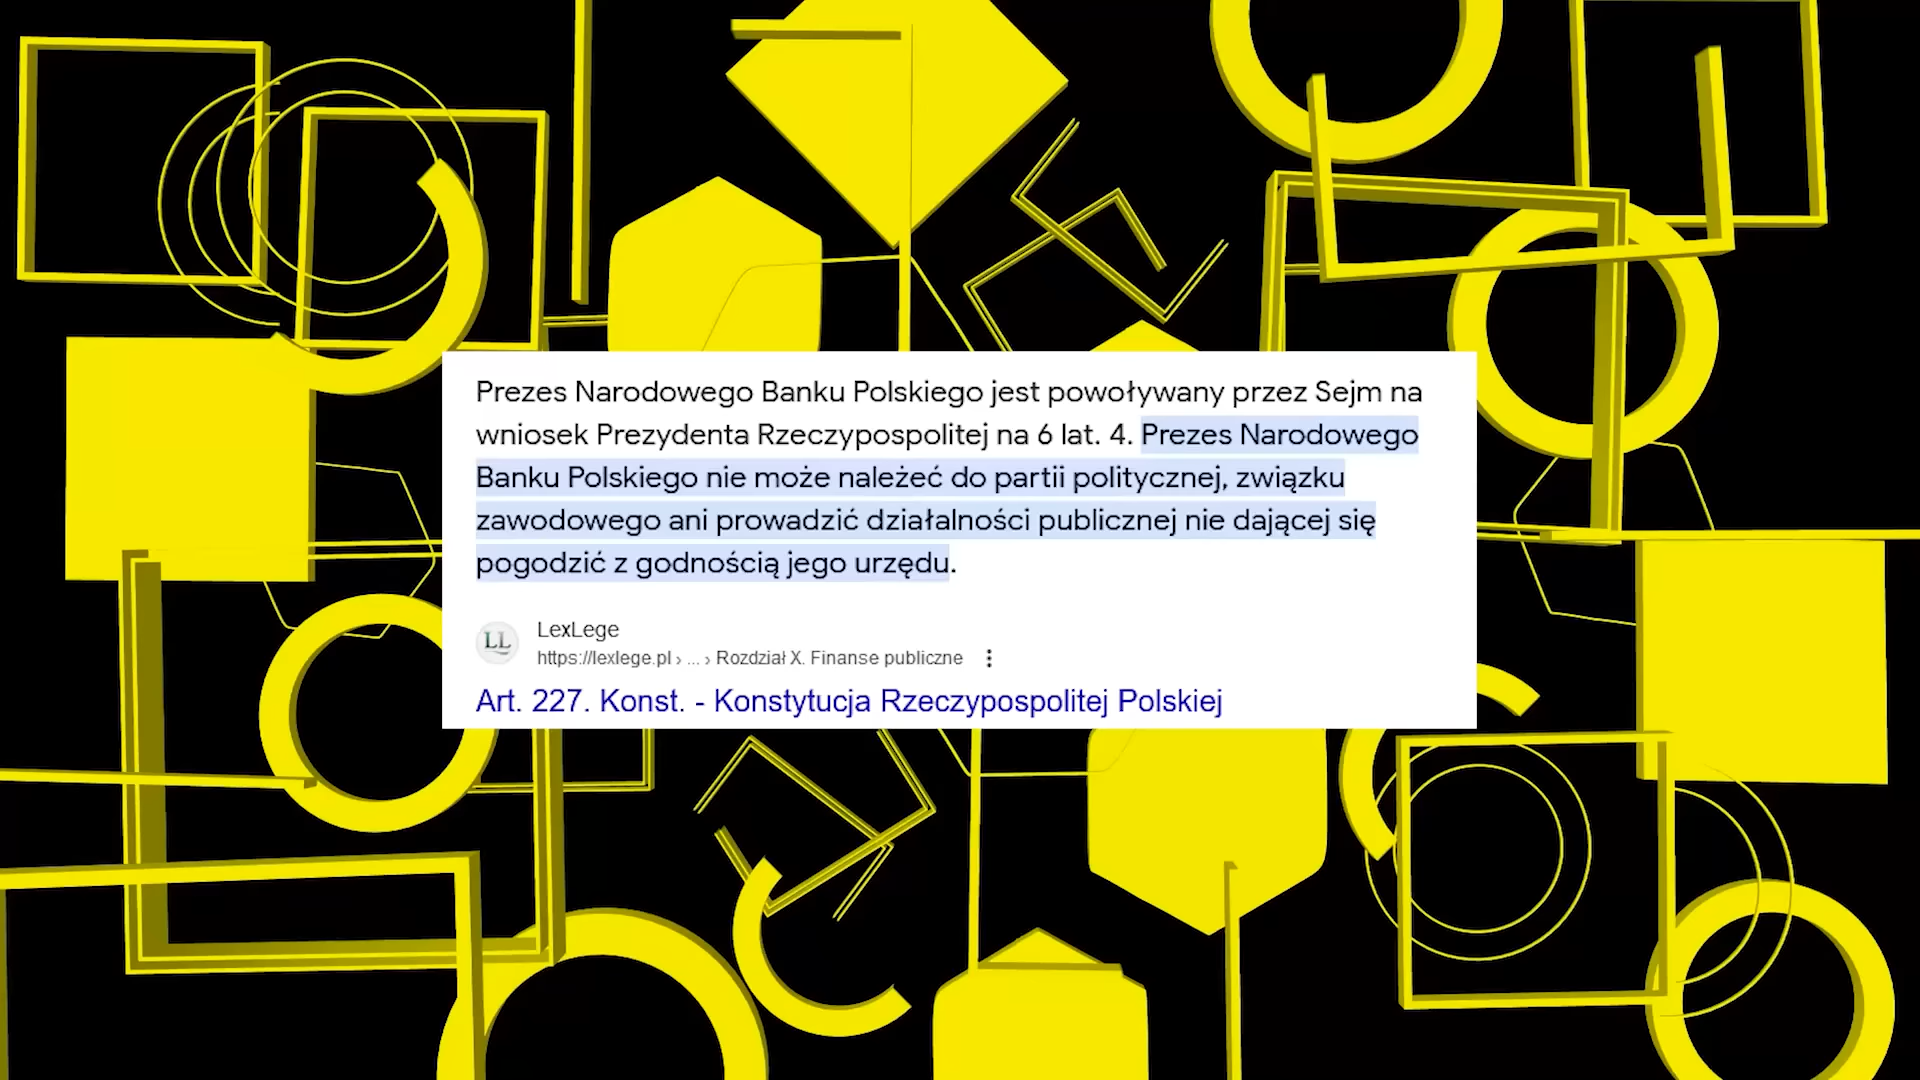 Prezes Narodowego Banku Polskiego jest powoływany przez Sejm na
wniosek Prezydenta Rzeczypospolitej na 6 lat. 4. Prezes Narodowego
Banku Polskiego nie może należeć do partii politycznej, związku
zawodowego ani prowadzić działalności publicznej nie dającej się
pogodzić z godnością jego urzędu.
LL
LexLege
https://lexlege.pl › ... › Rozdział X. Finanse publiczne
Art. 227. Konst. - Konstytucja Rzeczypospolitej Polskiej